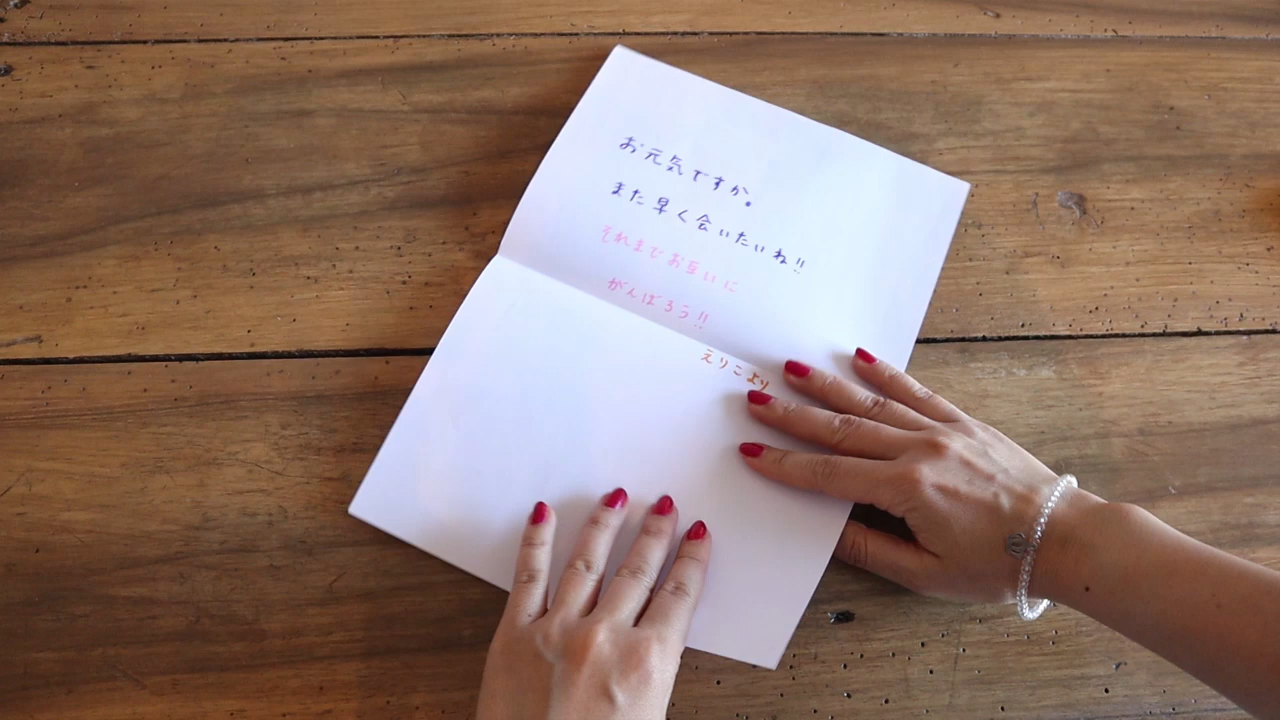 お元気ですか。
また早く会いたいね!!
それまでお互いに
がんばろう!!
えりこより